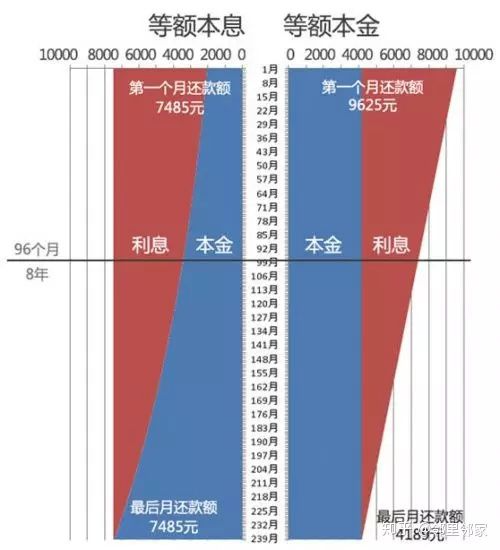 等额本息 等额本金
10000 8000 6000 4000 2000 0 0 2000 4000 6000 8000 10000
第一个月还款额
7485元
第一个月还款额
9625元
1月
8月
15月
22月
29月
36月
43月
50月
57月
64月
71月
78月
85月
92月
99月
106月
113月
120月
127月
134月
141月
148月
155月
162月
169月
176月
183月
190月
197月
204月
211月
218月
225月
232月
239月
利息 本金 本金 利息
96个月
8年
最后月还款额
7485元
最后月还款额
4189元
知乎 @邻里邻家